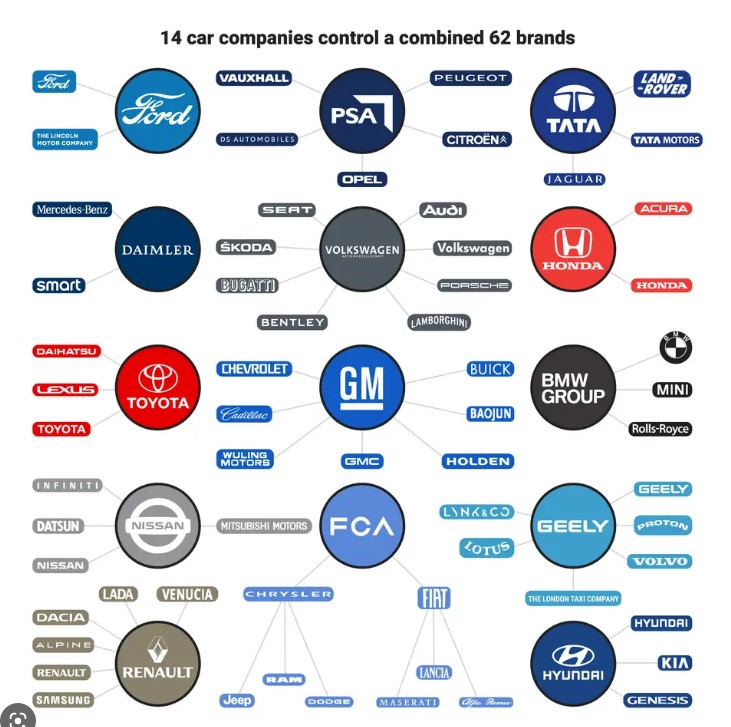 14 car companies control a combined 62 brands
Ford
THE LINCOLN
MOTOR COMPANY
Ford
VAUXHALL
DS AUTOMOBILES
PSA
PEUGEOT
CITROËN
OPEL
TATA
LAND
ROVER
TATA MOTORS
JAGUAR
Mercedes-Benz
smart
DAIMLER
SEAT
ŠKODA
BUGATTI
BENTLEY
VOLKSWAGEN
AKTIENGESELLSCHAFT
Audi
Volkswagen
PORSCHE
LAMBORGHINI
HONDA
ACURA
HONDA
DAIHATSU
LEXUS
TOYOTA
TOYOTA
CHEVROLET
Cadillac
WULING
MOTORS
GM
GMC
BUICK
BAOJUN
HOLDEN
BMW
GROUP
BMW
MINI
Rolls-Royce
INFINITI
DATSUN
NISSAN
NISSAN
MITSUBISHI MOTORS
FCA
CHRYSLER
FIAT
Jeep
RAM
DODGE
LANCIA
MASERATI
Alfa Romeo
LYNK & CO
LOTUS
GEELY
GEELY
PROTON
VOLVO
THE LONDON TAXI COMPANY
LADA
VENUCIA
DACIA
ALPINE
RENAULT
SAMSUNG
RENAULT
HYUNDAI
HYUNDAI
KIA
GENESIS